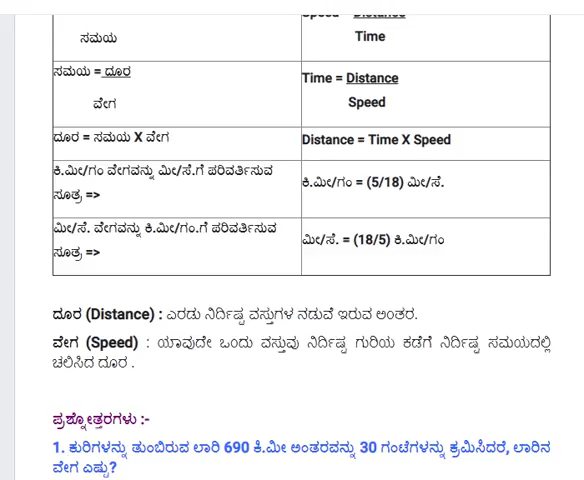 ಸಮಯ
Time
ಸಮಯ = ದೂರ
ವೇಗ
Time = Distance
Speed
ದೂರ = ಸಮಯ X ವೇಗ
Distance = Time X Speed
ಕಿ.ಮೀ/ಗಂ ವೇಗವನ್ನು ಮೀ/ಸೆ.ಗೆ ಪರಿವರ್ತಿಸುವ
ಸೂತ್ರ =>
ಕಿ.ಮೀ/ಗಂ = (5/18) ಮೀ/ಸೆ.
ಮೀ/ಸೆ. ವೇಗವನ್ನು ಕಿ.ಮೀ/ಗಂ.ಗೆ ಪರಿವರ್ತಿಸುವ
ಸೂತ್ರ =>
ಮೀ/ಸೆ. = (18/5) ಕಿ.ಮೀ/ಗಂ
ದೂರ (Distance) : ಎರಡು ನಿರ್ದಿಷ್ಟ ವಸ್ತುಗಳ ನಡುವೆ ಇರುವ ಅಂತರ.
ವೇಗ (Speed) : ಯಾವುದೇ ಒಂದು ವಸ್ತುವು ನಿರ್ದಿಷ್ಟ ಗುರಿಯ ಕಡೆಗೆ ನಿರ್ದಿಷ್ಟ ಸಮಯದಲ್ಲಿ
ಚಲಿಸಿದ ದೂರ .
ಪ್ರಶ್ನೋತ್ತರಗಳು :-
1. ಕುರಿಗಳನ್ನು ತುಂಬಿರುವ ಲಾರಿ 690 ಕಿ.ಮೀ ಅಂತರವನ್ನು 30 ಗಂಟೆಗಳನ್ನು ಕ್ರಮಿಸಿದರೆ, ಲಾರಿನ
ವೇಗ ಎಷ್ಟು?